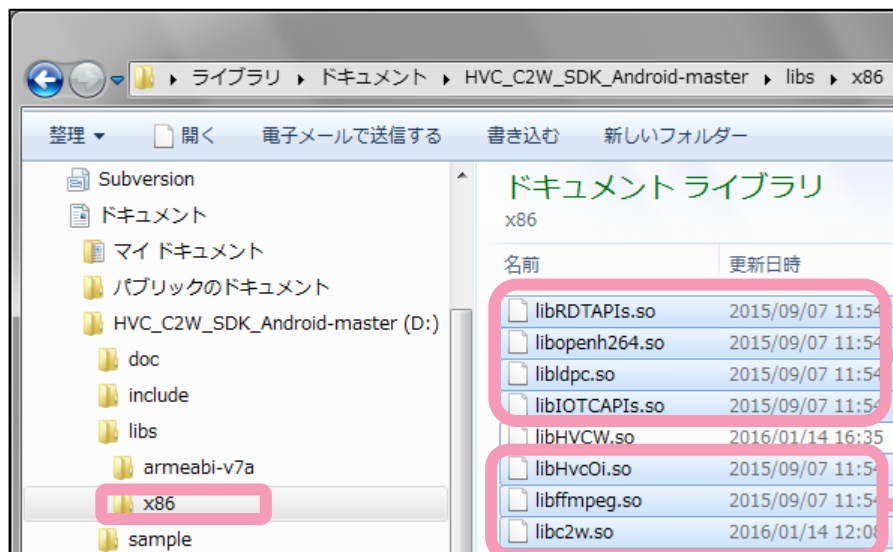 ライブラリ ▸ ドキュメント ▸ HVC_C2W_SDK_Android-master ▸ libs ▸ x86
整理 ▼ 開く 電子メールで送信する 書き込む 新しいフォルダー
Subversion
ドキュメント
マイ ドキュメント
パブリックのドキュメント
HVC_C2W_SDK_Android-master (D:)
doc
include
libs
armeabi-v7a
x86
sample
ドキュメント ライブラリ
x86
名前 更新日時
libRDTAPIs.so 2015/09/07 11:54
libopenh264.so 2015/09/07 11:54
libldpc.so 2015/09/07 11:54
libIOTCAPIs.so 2015/09/07 11:54
libHVCW.so 2016/01/14 16:35
libHvcOi.so 2015/09/07 11:54
libffmpeg.so 2015/09/07 11:54
libc2w.so 2016/01/14 12:08